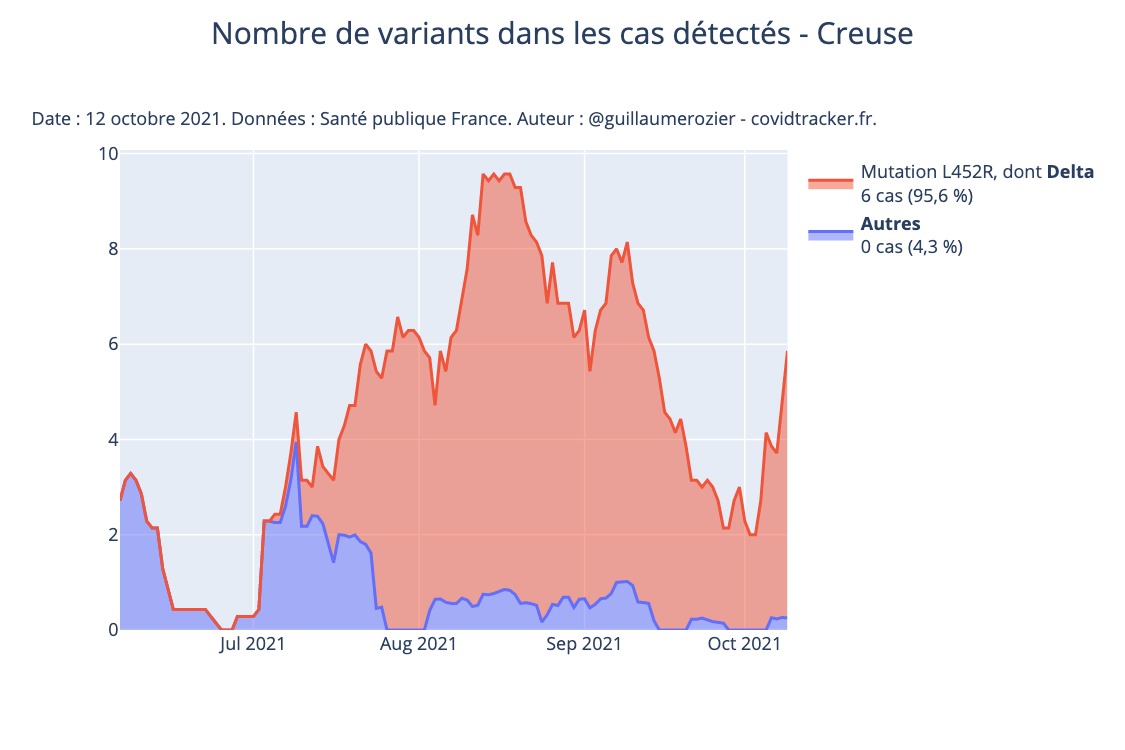 Nombre de variants dans les cas détectés - Creuse
Date : 12 octobre 2021. Données : Santé publique France. Auteur : @guillaumerozier - covidtracker.fr.
10
8
6
4
2
0
Jul 2021
Aug 2021
Sep 2021
Oct 2021
Mutation L452R, dont Delta
6 cas (95,6 %)
Autres
0 cas (4,3 %)